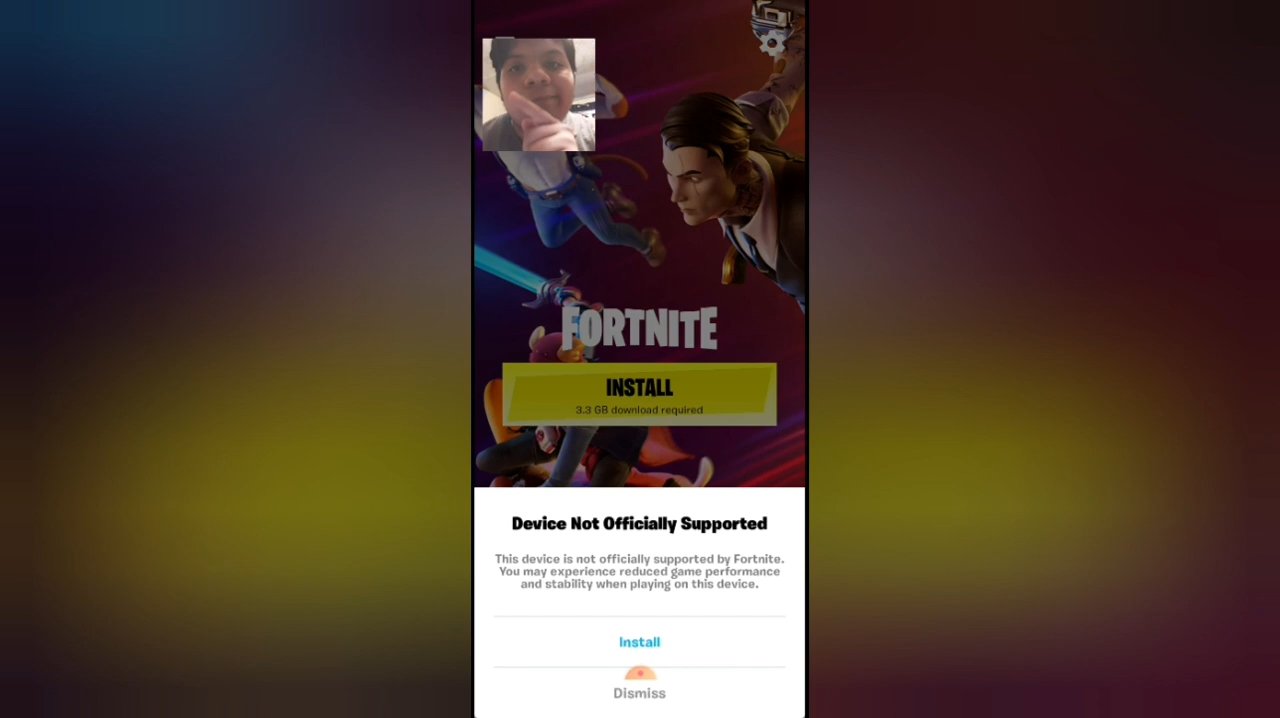 FORTNITE
INSTALL
3.3 GB download required
Device Not Officially Supported
This device is not officially supported by Fortnite.
You may experience reduced game performance
and stability when playing on this device.
Install
Dismiss